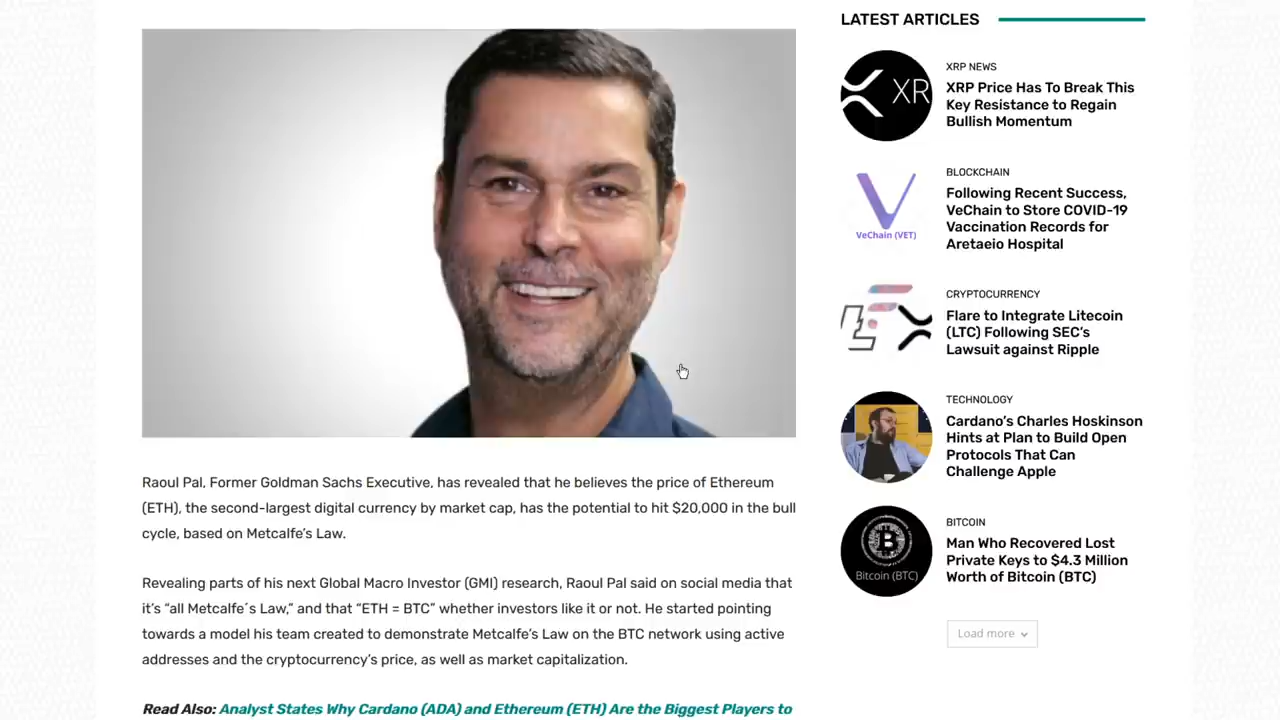 LATEST ARTICLES
XR
XRP NEWS
XRP Price Has To Break This
Key Resistance to Regain
Bullish Momentum
VeChain (VET)
BLOCKCHAIN
Following Recent Success,
VeChain to Store COVID-19
Vaccination Records for
Aretaeio Hospital
CRYPTOCURRENCY
Flare to Integrate Litecoin
(LTC) Following SEC’s
Lawsuit against Ripple
TECHNOLOGY
Cardano’s Charles Hoskinson
Hints at Plan to Build Open
Protocols That Can
Challenge Apple
Bitcoin (BTC)
BITCOIN
Man Who Recovered Lost
Private Keys to $4.3 Million
Worth of Bitcoin (BTC)
Load more
Raoul Pal, Former Goldman Sachs Executive, has revealed that he believes the price of Ethereum
(ETH), the second-largest digital currency by market cap, has the potential to hit $20,000 in the bull
cycle, based on Metcalfe’s Law.
Revealing parts of his next Global Macro Investor (GMI) research, Raoul Pal said on social media that
it’s “all Metcalfe´s Law,” and that “ETH = BTC” whether investors like it or not. He started pointing
towards a model his team created to demonstrate Metcalfe’s Law on the BTC network using active
addresses and the cryptocurrency’s price, as well as market capitalization.
Read Also: Analyst States Why Cardano (ADA) and Ethereum (ETH) Are the Biggest Players to